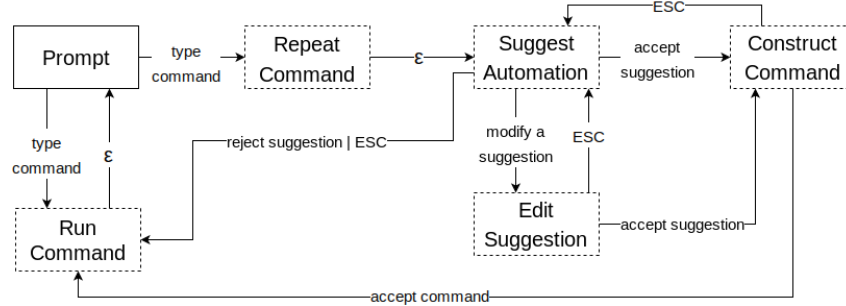 ESC
Prompt
type
command
Repeat
Command
ε
Suggest
Automation
accept
suggestion
Construct
Command
type
command
ε
reject suggestion | ESC
modify a
suggestion
ESC
Run
Command
Edit
Suggestion
accept suggestion
accept command